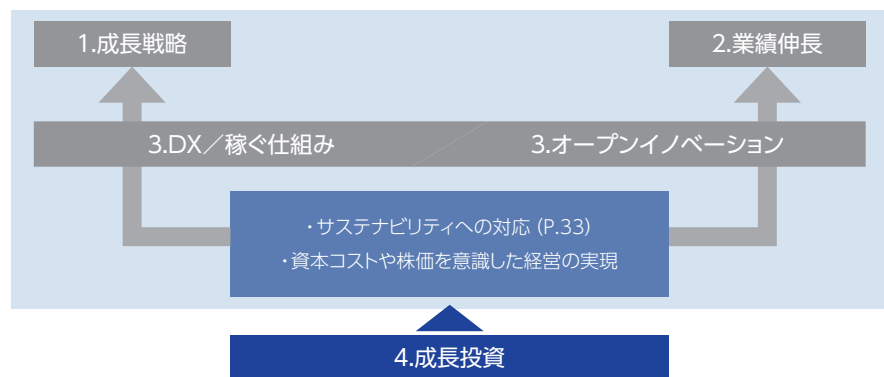 1.成長戦略
2.業績伸長
3.DX／稼ぐ仕組み
3.オープンイノベーション
・サステナビリティへの対応 (P.33)
・資本コストや株価を意識した経営の実現
4.成長投資